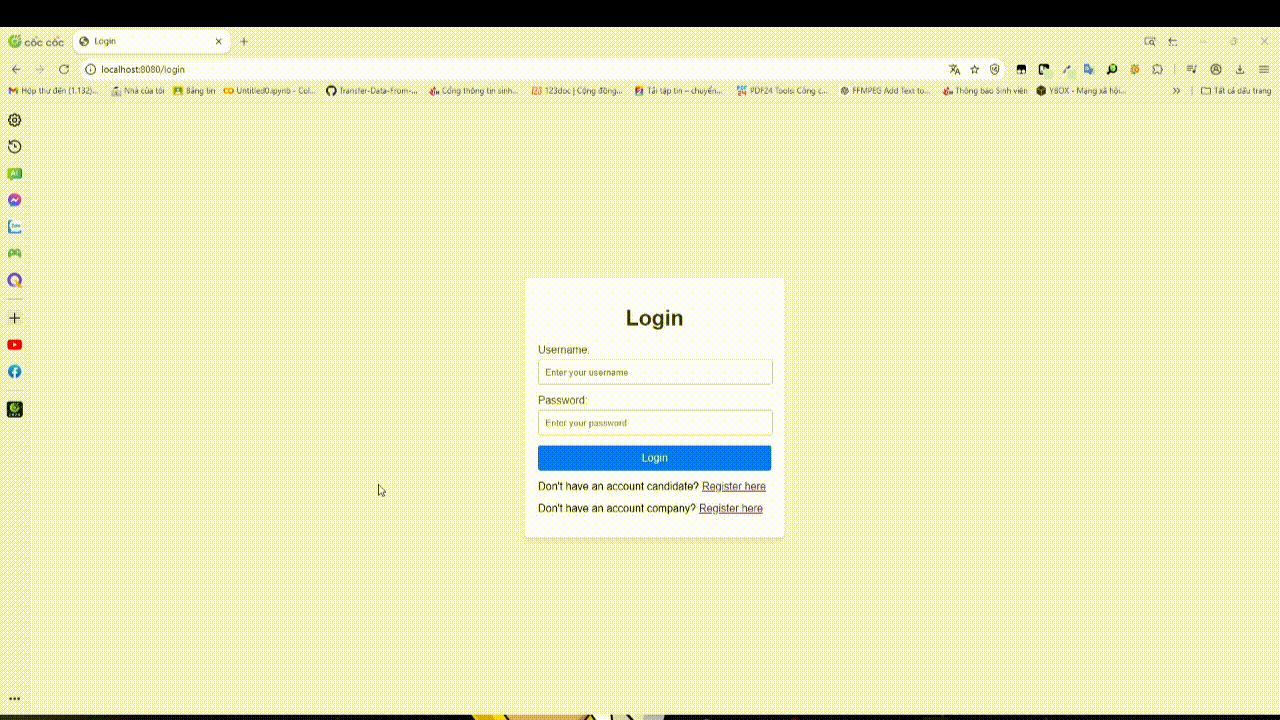 cốc cốc
Login
localhost:8080/login
Hộp thư đến (1.132)...
Nhà của tôi
Bảng tin
Untitled0.ipynb - Col...
Transfer-Data-From-...
Cổng thông tin sinh...
123doc | Cộng đồng...
Tải tập tin – chuyển...
PDF24 Tools: Công c...
FFMPEG Add Text to...
Thông báo Sinh viên
YBOX - Mạng xã hội...
Tất cả dấu trang
Login
Username:
Enter your username
Password:
Enter your password
Login
Don't have an account candidate? Register here
Don't have an account company? Register here